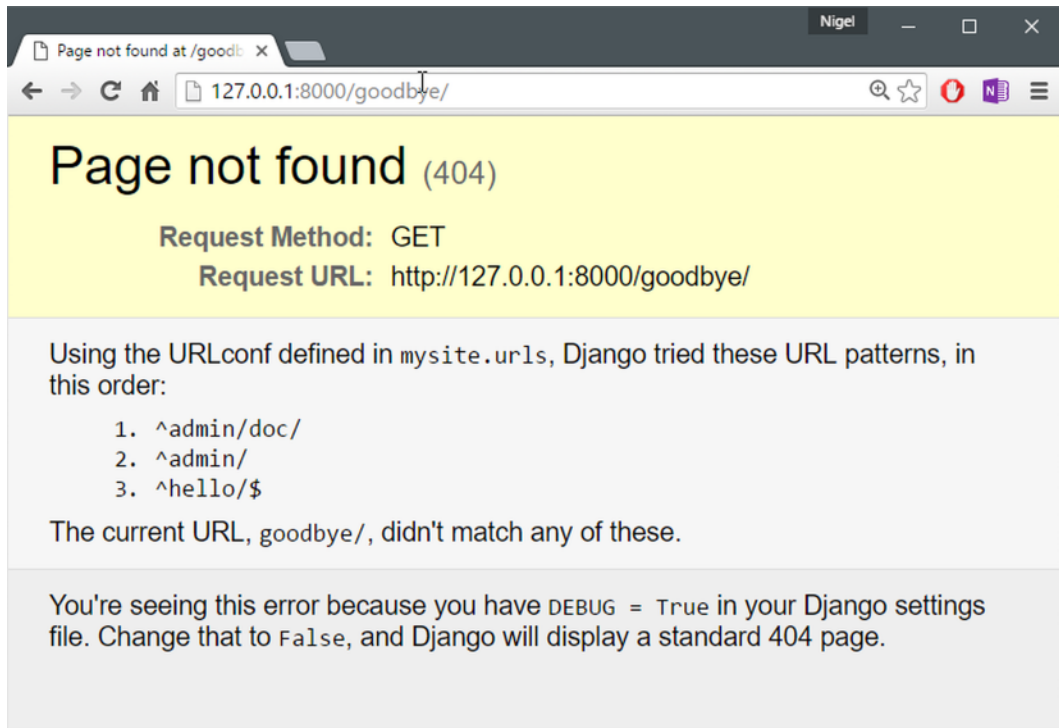 Nigel
Page not found at /goodb
127.0.0.1:8000/goodbye/
Page not found (404)
Request Method: GET
Request URL: http://127.0.0.1:8000/goodbye/
Using the URLconf defined in mysite.urls, Django tried these URL patterns, in
this order:
1. ^admin/doc/
2. ^admin/
3. ^hello/$
The current URL, goodbye/, didn't match any of these.
You're seeing this error because you have DEBUG = True in your Django settings
file. Change that to False, and Django will display a standard 404 page.